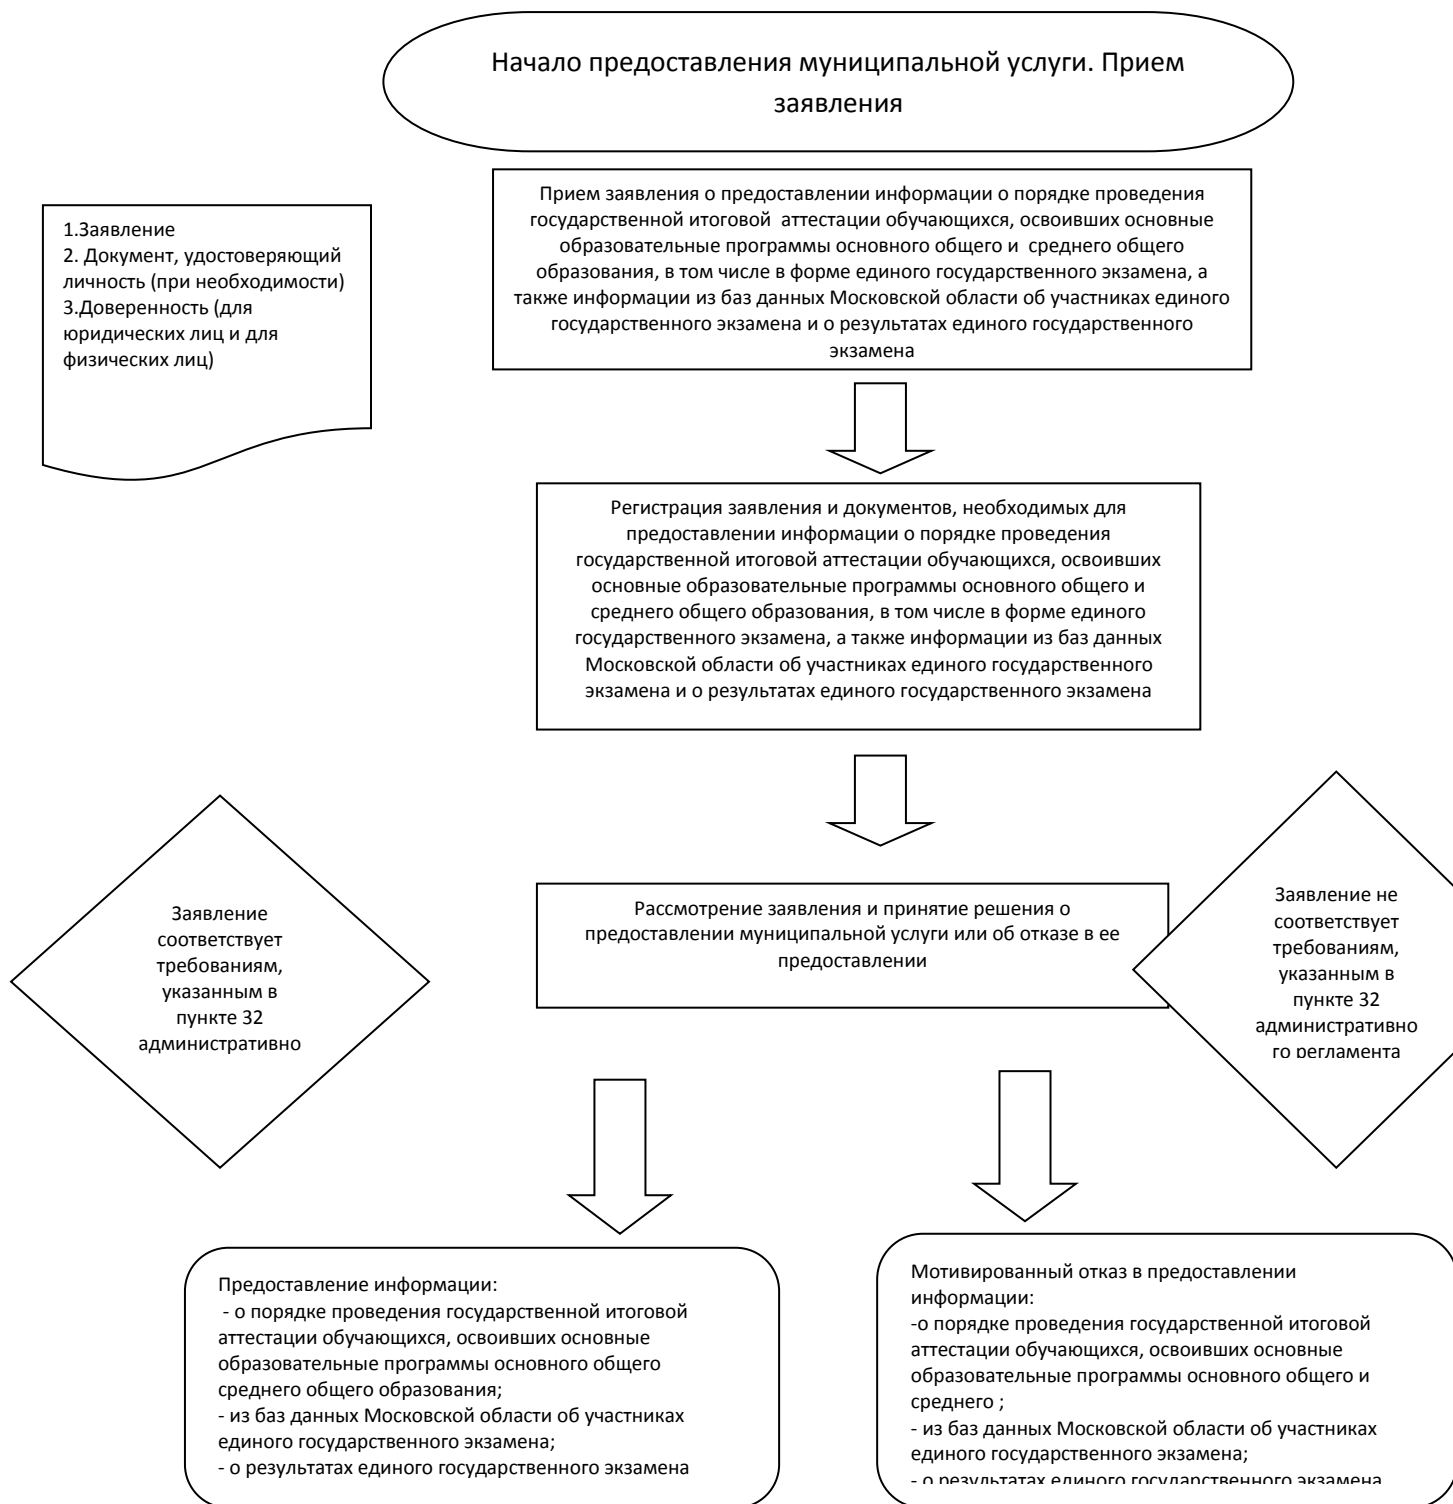 Начало предоставления муниципальной услуги. Прием
заявления
Прием заявления о предоставлении информации о порядке проведения
государственной итоговой  аттестации обучающихся, освоивших основные
образовательные программы основного общего и  среднего общего
образования, в том числе в форме единого государственного экзамена, а
также информации из баз данных Московской области об участниках единого
государственного экзамена и о результатах единого государственного
экзамена
1.Заявление
2. Документ, удостоверяющий
личность (при необходимости)
3.Доверенность (для
юридических лиц и для
физических лиц)
Регистрация заявления и документов, необходимых для
предоставлении информации о порядке проведения
государственной итоговой аттестации обучающихся, освоивших
основные образовательные программы основного общего и
среднего общего образования, в том числе в форме единого
государственного экзамена, а также информации из баз данных
Московской области об участниках единого государственного
экзамена и о результатах единого государственного экзамена
Заявление
соответствует
требованиям,
указанным в
пункте 32
административно
Рассмотрение заявления и принятие решения о
предоставлении муниципальной услуги или об отказе в ее
предоставлении
Заявление не
соответствует
требованиям,
указанным в
пункте 32
административно
го регламента
Предоставление информации:
- о порядке проведения государственной итоговой
аттестации обучающихся, освоивших основные
образовательные программы основного общего
среднего общего образования;
- из баз данных Московской области об участниках
единого государственного экзамена;
- о результатах единого государственного экзамена
Мотивированный отказ в предоставлении
информации:
-о порядке проведения государственной итоговой
аттестации обучающихся, освоивших основные
образовательные программы основного общего и
среднего ;
- из баз данных Московской области об участниках
единого государственного экзамена;
- о результатах единого государственного экзамена